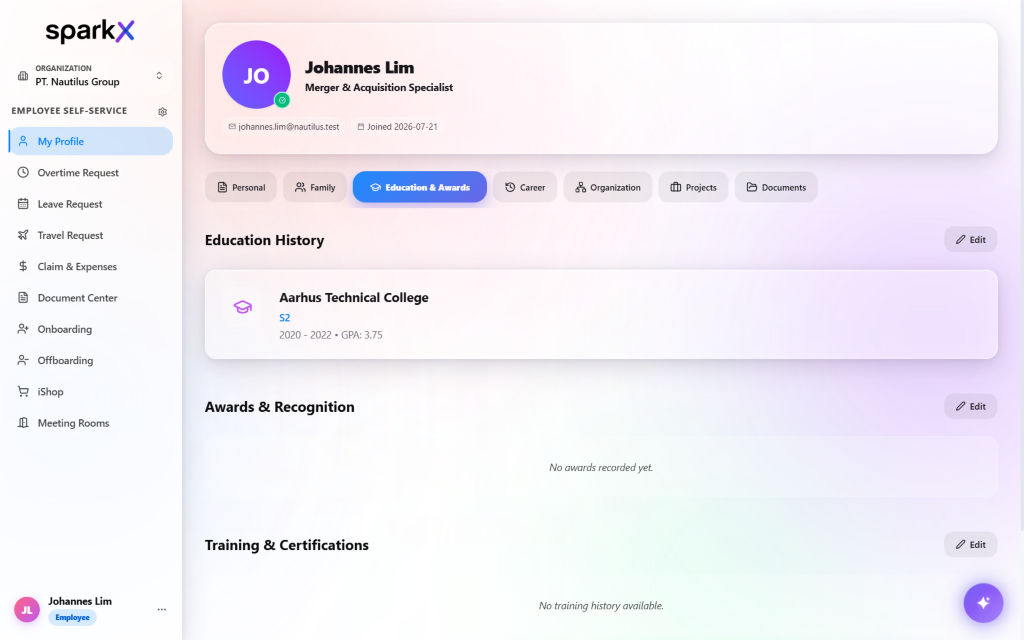 sparkX
ORGANIZATION
PT. Nautilus Group
EMPLOYEE SELF-SERVICE
My Profile
Overtime Request
Leave Request
Travel Request
Claim & Expenses
Document Center
Onboarding
Offboarding
iShop
Meeting Rooms
JL
Johannes Lim
Employee
JO
Johannes Lim
Merger & Acquisition Specialist
johannes.lim@nautilus.test
Joined 2026-07-21
Personal
Family
Education & Awards
Career
Organization
Projects
Documents
Education History
Edit
Aarhus Technical College
S2
2020 - 2022 • GPA: 3.75
Awards & Recognition
Edit
No awards recorded yet.
Training & Certifications
Edit
No training history available.